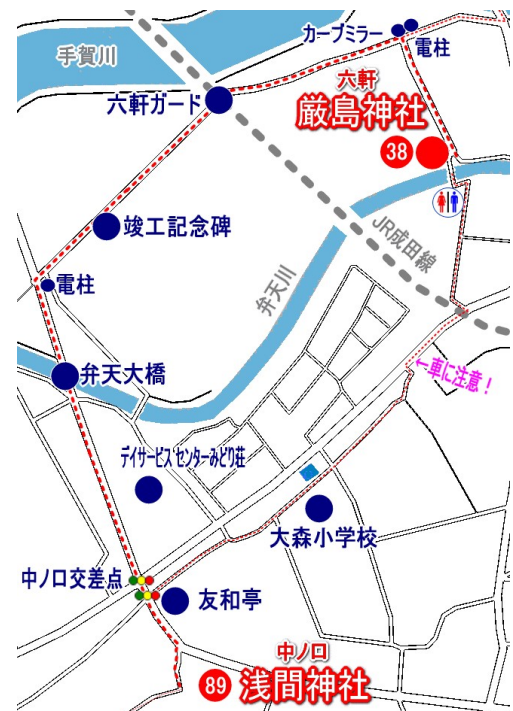 手賀川
カーブミラー
電柱
六軒ガード
六軒
厳島神社
38
竣工記念碑
JR成田線
電柱
弁天川
弁天大橋
←車に注意！
デイサービスセンターみどり荘
大森小学校
中ノ口交差点
友和亭
中ノ口
89 浅間神社